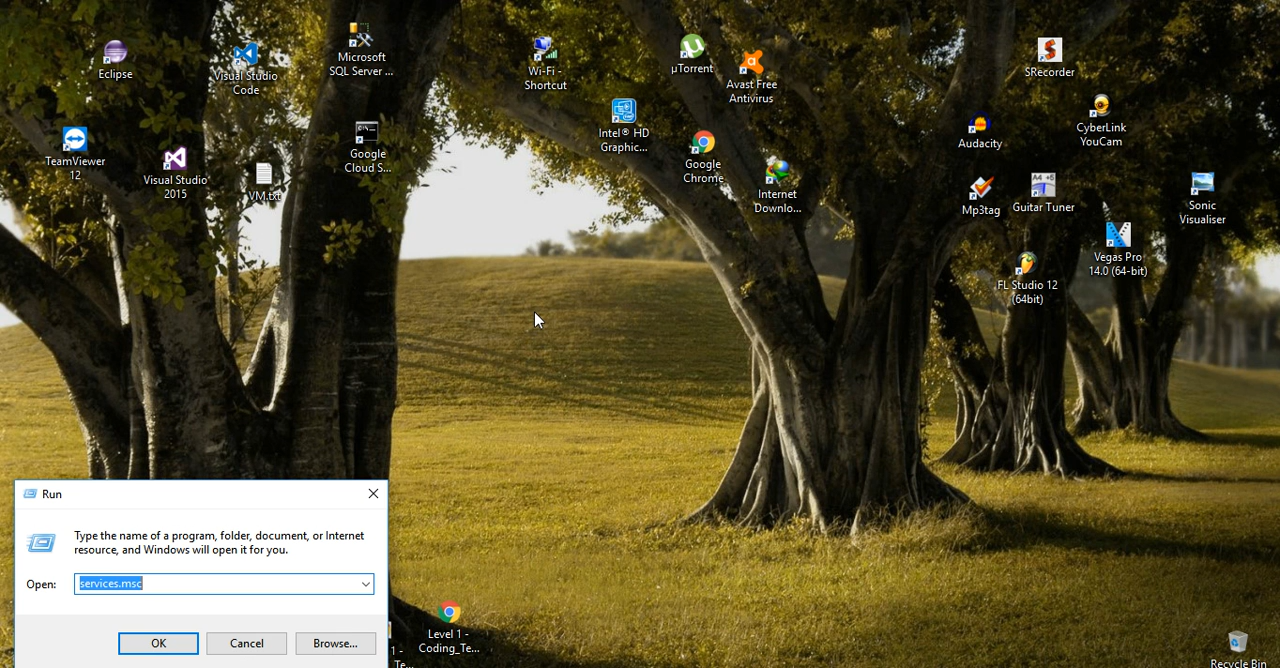 Eclipse
Visual Studio
Code
Microsoft
SQL Server ...
Wi-Fi -
Shortcut
µTorrent
Avast Free
Antivirus
SRecorder
TeamViewer
12
Visual Studio
2015
VM.txt
Google
Cloud S...
Intel® HD
Graphic...
Google
Chrome
Internet
Downlo...
Audacity
CyberLink
YouCam
Mp3tag
A4 +6
Guitar Tuner
Sonic
Visualiser
FL Studio 12
(64bit)
Vegas Pro
14.0 (64-bit)
Run
Type the name of a program, folder, document, or Internet
resource, and Windows will open it for you.
Open:
services.msc
OK
Cancel
Browse...
1 -
Te...
Level 1 -
Coding_Te...
Recycle Bin